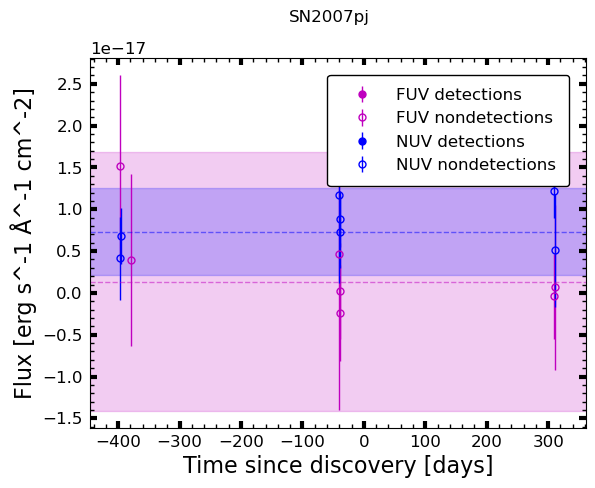 SN2007pj
1e−17
FUV detections
FUV nondetections
NUV detections
NUV nondetections
2.5
2.0
1.5
1.0
0.5
0.0
−0.5
−1.0
−1.5
Flux [erg s^-1 Å^-1 cm^-2]
−400 −300 −200 −100 0 100 200 300
Time since discovery [days]